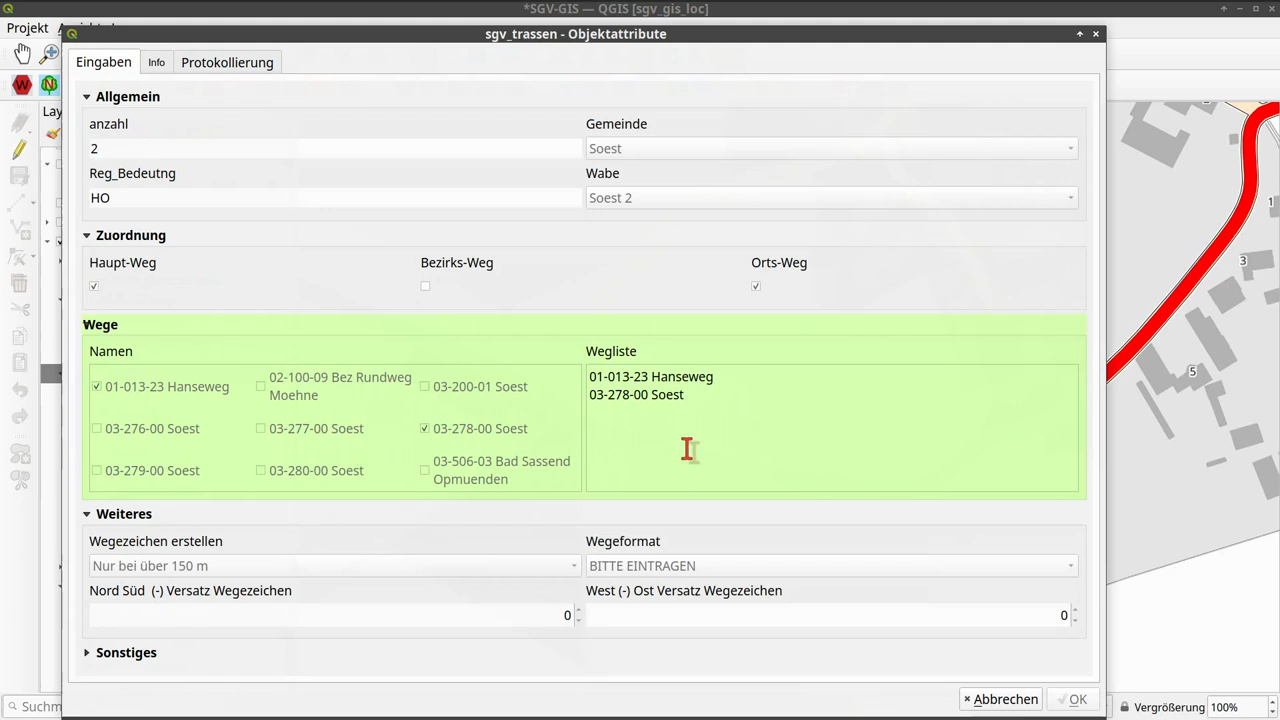 *SGV-GIS — QGIS [sgv_gis_loc]
Projekt
sgv_trassen - Objektattribute
Eingaben
Info
Protokollierung
W
N
Lay
Allgemein
anzahl
Gemeinde
2
Soest
Reg_Bedeutng
Wabe
HO
Soest 2
Zuordnung
Haupt-Weg
Bezirks-Weg
Orts-Weg
Wege
Namen
Wegliste
01-013-23 Hanseweg
02-100-09 Bez Rundweg
Moehne
03-200-01 Soest
03-276-00 Soest
03-277-00 Soest
03-278-00 Soest
03-279-00 Soest
03-280-00 Soest
03-506-03 Bad Sassend
Opmuenden
01-013-23 Hanseweg
03-278-00 Soest
Weiteres
Wegezeichen erstellen
Wegeformat
Nur bei über 150 m
BITTE EINTRAGEN
Nord Süd (-) Versatz Wegezeichen
West (-) Ost Versatz Wegezeichen
0
0
Sonstiges
Abbrechen
OK
1
3
5
Suchm
Vergrößerung
100%